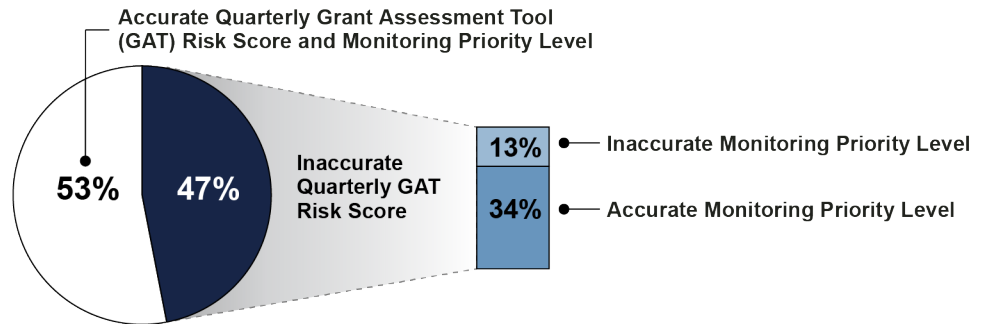 Accurate Quarterly Grant Assessment Tool
(GAT) Risk Score and Monitoring Priority Level
53%
47%
Inaccurate
Quarterly GAT
Risk Score
13%
Inaccurate Monitoring Priority Level
34%
Accurate Monitoring Priority Level